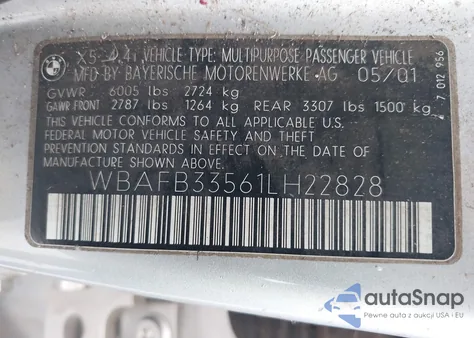 BMW
X5 4.4i VEHICLE TYPE: MULTIPURPOSE PASSENGER VEHICLE
MFD BY BAYERISCHE MOTORENWERKE AG 05/01
GVWR 6005 lbs 2724 kg
GAWR FRONT 2787 lbs 1264 kg REAR 3307 lbs 1500 kg
THIS VEHICLE CONFORMS TO ALL APPLICABLE U.S.
FEDERAL MOTOR VEHICLE SAFETY AND THEFT
PREVENTION STANDARDS IN EFFECT ON THE DATE
OF MANUFACTURE SHOWN ABOVE.
WBAFB33561LH22828
7 012 956
autoSnap
Pewne auta z ubezpieczalni USA i EU